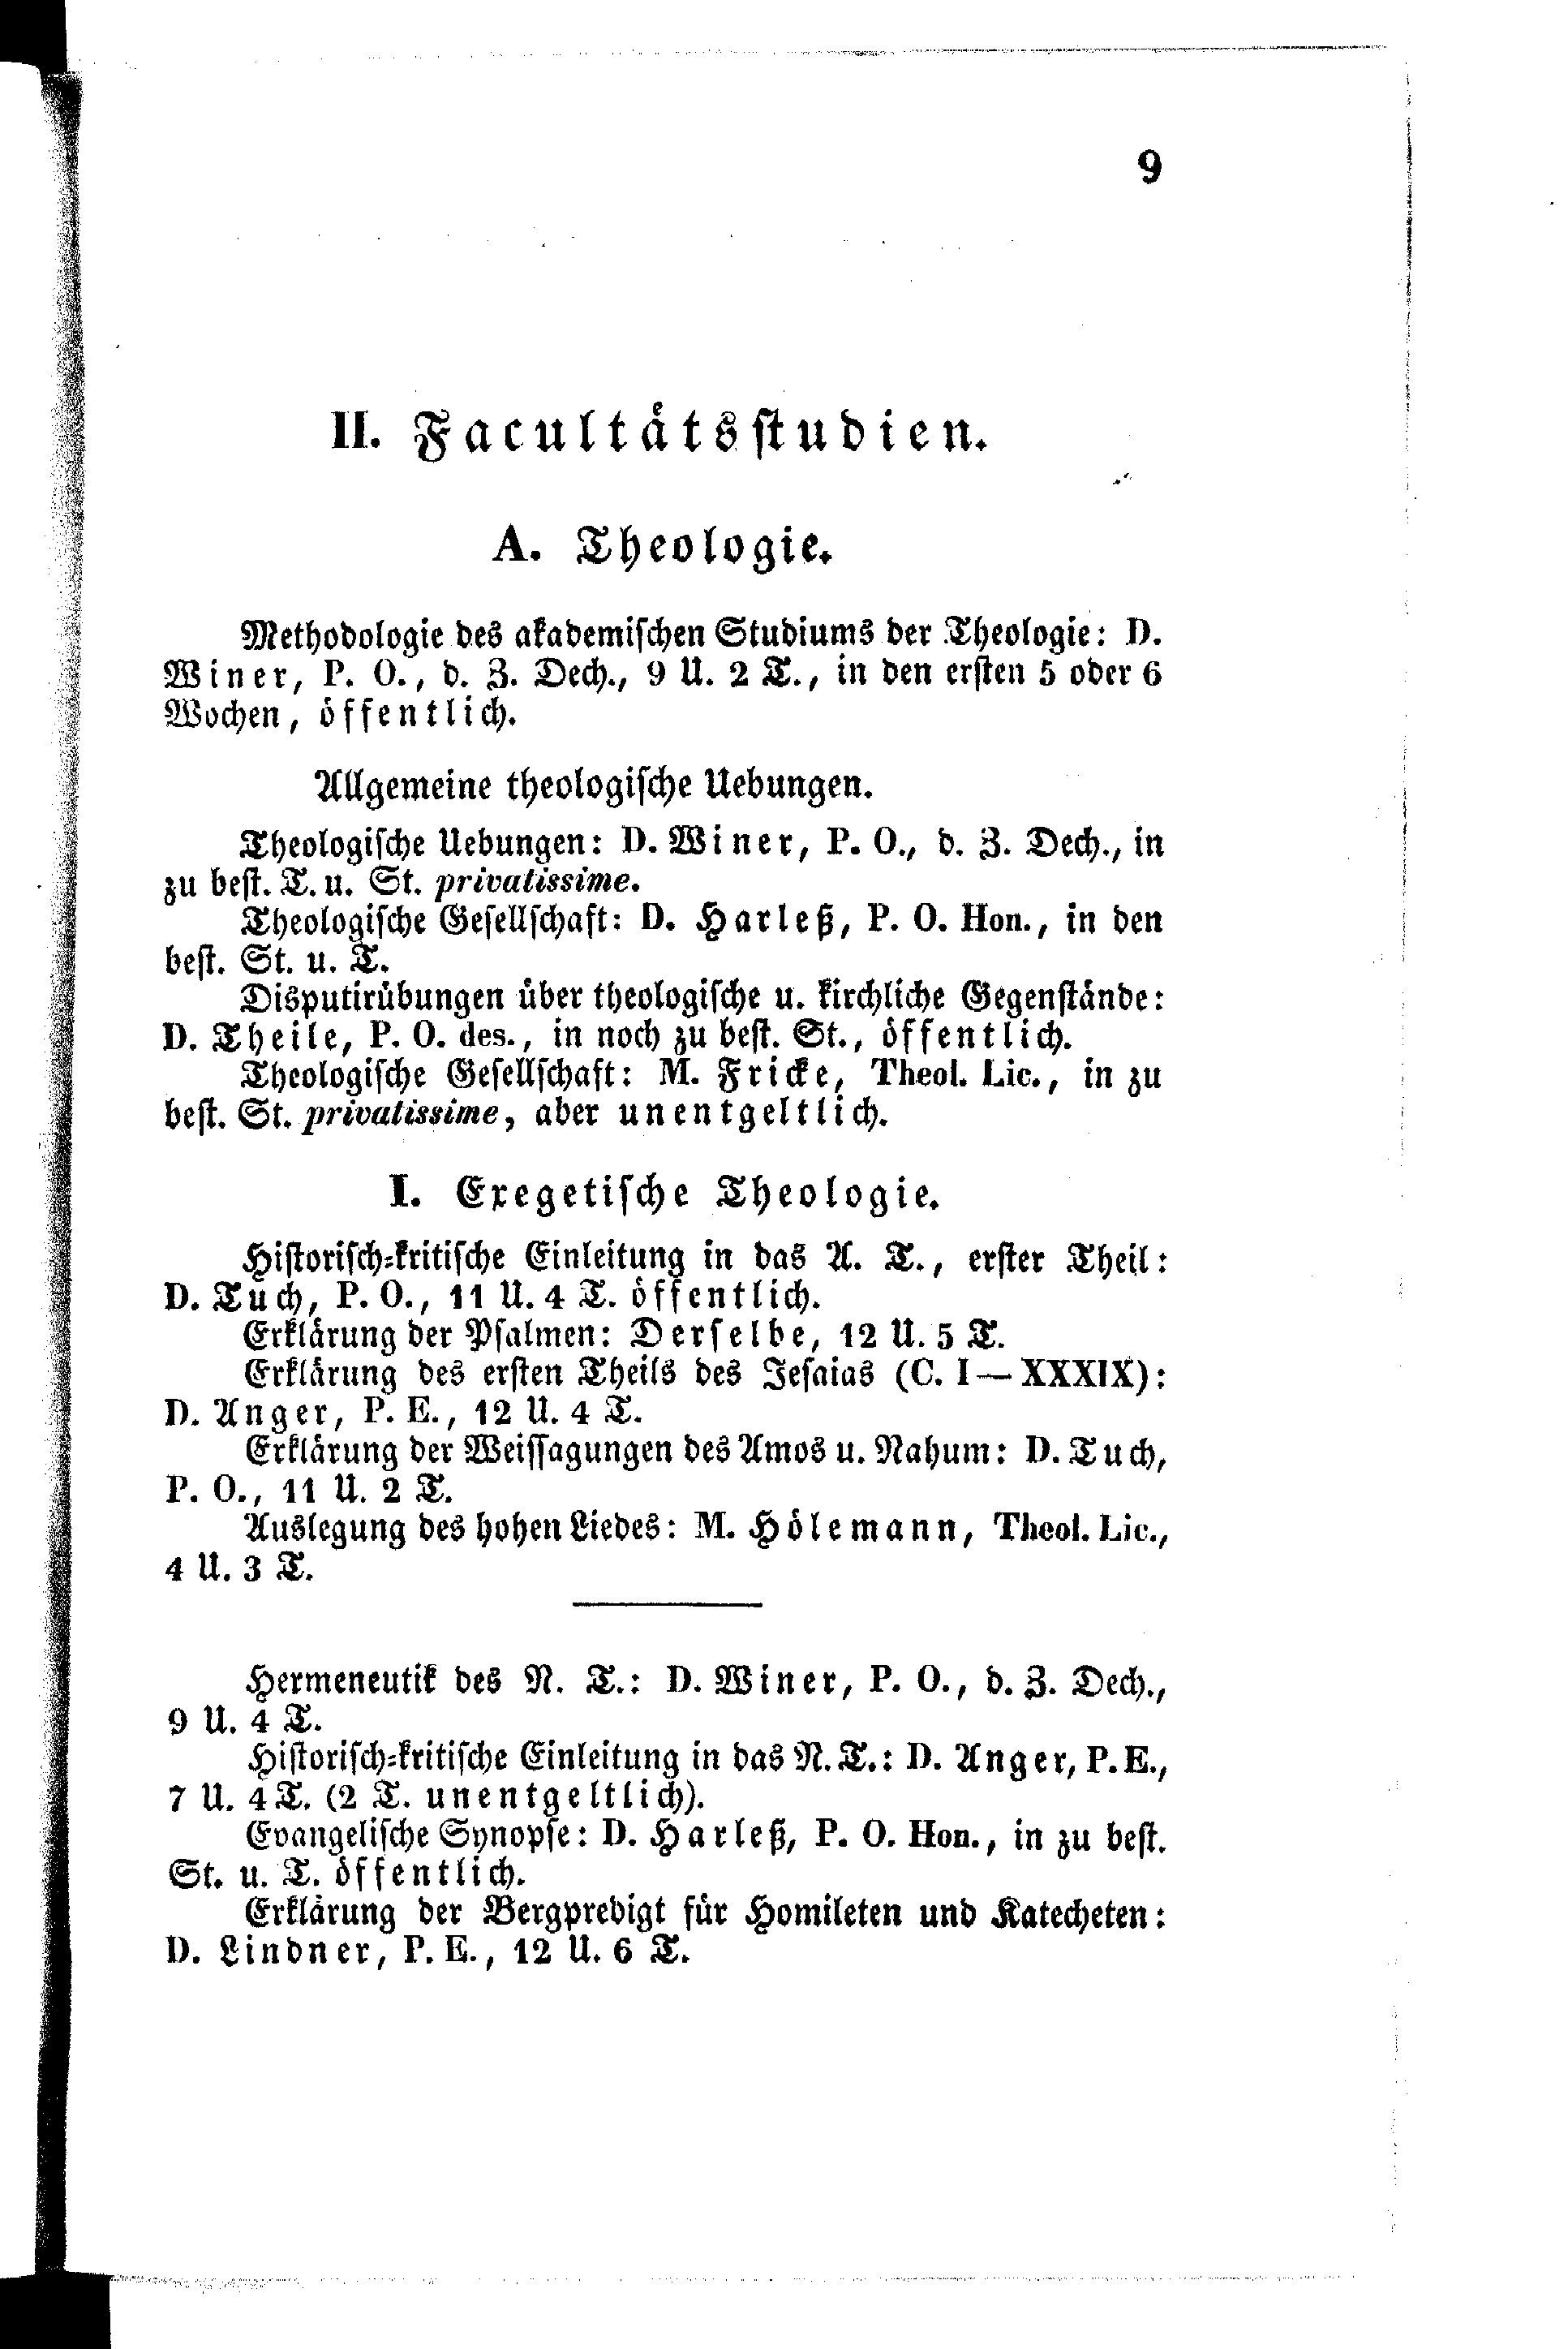 9
II. Facultätsstudien.
A. Theologie.
Methodologie des akademischen Studiums der Theologie: D.
Winer, P. O., d. Z. Dech., 9 U. 2 T., in den ersten 5 oder 6
Wochen, öffentlich.
Allgemeine theologische Uebungen.
Theologische Uebungen: D. Winer, P. O., d. Z. Dech., in
zu best. T. u. St. privatissime.
Theologische Gesellschaft: D. Harleß, P. O. Hon., in den
best. St. u. T.
Disputirübungen über theologische u. kirchliche Gegenstände:
D. Theile, P. O. des., in noch zu best. St., öffentlich.
Theologische Gesellschaft: M. Fricke, Theol. Lic., in zu
best. St. privatissime, aber unentgeltlich.
I. Exegetische Theologie.
Historisch-kritische Einleitung in das A. T., erster Theil:
D. Tuch, P. O., 11 U. 4 T. öffentlich.
Erklärung der Psalmen: Derselbe, 12 U. 5 T.
Erklärung des ersten Theils des Jesaias (C. I—XXXIX):
D. Anger, P. E., 12 U. 4 T.
Erklärung der Weissagungen des Amos u. Nahum: D. Tuch,
P. O., 11 U. 2 T.
Auslegung des hohen Liedes: M. Hölemann, Theol. Lic.,
4 U. 3 T.
Hermeneutik des N. T.: D. Winer, P. O., d. Z. Dech.,
9 U. 4 T.
Historisch-kritische Einleitung in das N. T.: D. Anger, P. E.,
7 U. 4 T. (2 T. unentgeltlich).
Evangelische Synopse: D. Harleß, P. O. Hon., in zu best.
St. u. T. öffentlich.
Erklärung der Bergpredigt für Homileten und Katecheten:
D. Lindner, P. E., 12 U. 6 T.